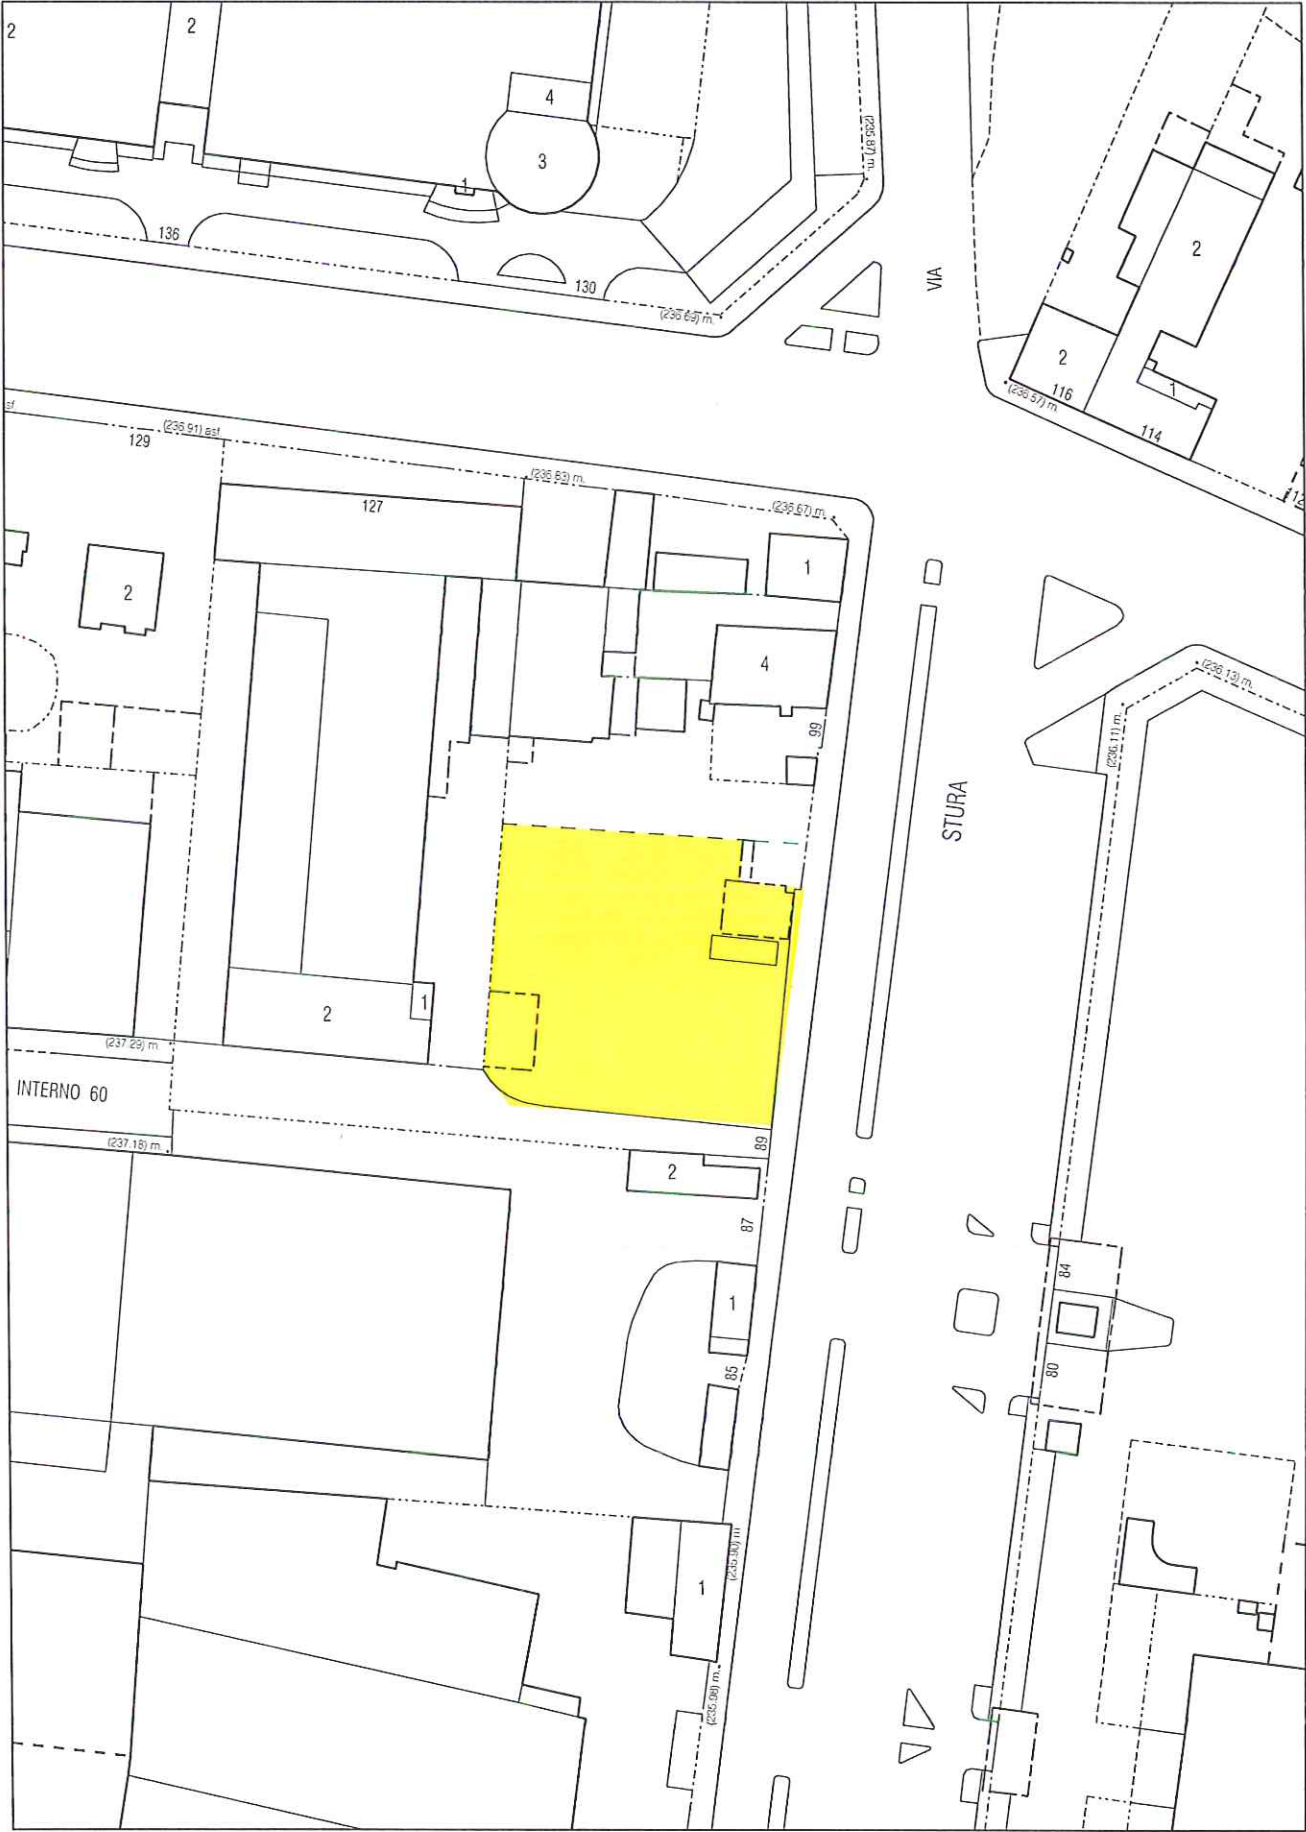 2
2
4
3
1
136
130
(235.87) m.
(236.69) m.
VIA
2
2
116
(236.57) m.
1
114
(236.91) asf.
129
(236.83) m.
127
(236.67) m.
1
2
4
99
(236.13) m.
(236.11) m.
STURA
2
1
(237.29) m.
INTERNO 60
(237.18) m.
89
2
87
84
1
85
80
(235.90) m
1
(235.98) m.